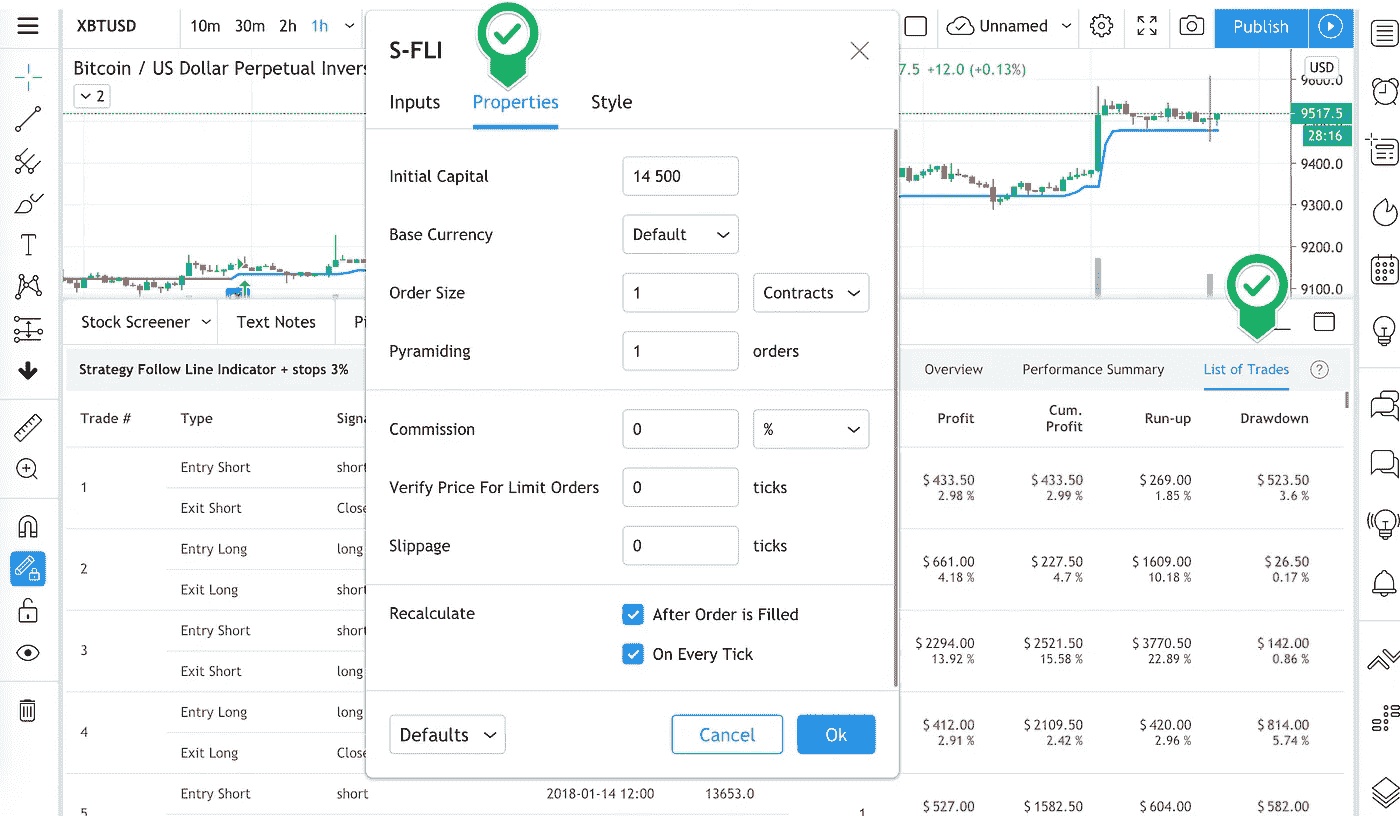 XBTUSD
10m 30m 2h 1h
Unnamed
Publish
Bitcoin / US Dollar Perpetual Invers
2
7.5 +12.0 (+0.13%)
USD
9600.0
9517.5
28:16
9400.0
9300.0
9200.0
9100.0
S-FLI
Inputs Properties Style
Initial Capital 14 500
Base Currency Default
Order Size 1 Contracts
Pyramiding 1 orders
Commission 0 %
Verify Price For Limit Orders 0 ticks
Slippage 0 ticks
Recalculate After Order is Filled
On Every Tick
Defaults Cancel Ok
Stock Screener Text Notes Pi
Strategy Follow Line Indicator + stops 3% Overview Performance Summary List of Trades ?
Trade # Type Signa Profit Cum. Profit Run-up Drawdown
1 Entry Short short $ 433.50 $ 433.50 $ 269.00 $ 523.50
2.98 % 2.99 % 1.85 % 3.6 %
Exit Short Close
2 Entry Long long $ 661.00 $ 227.50 $ 1609.00 $ 26.50
4.18 % 4.7 % 10.18 % 0.17 %
Exit Long short
3 Entry Short short $ 2294.00 $ 2521.50 $ 3770.50 $ 142.00
13.92 % 15.58 % 22.89 % 0.86 %
Exit Short long
4 Entry Long long $ 412.00 $ 2109.50 $ 420.00 $ 814.00
2.91 % 2.42 % 2.96 % 5.74 %
Exit Long Close
5 Entry Short short 2018-01-14 12:00 13653.0 1 $ 527.00 $ 1582.50 $ 604.00 $ 582.00